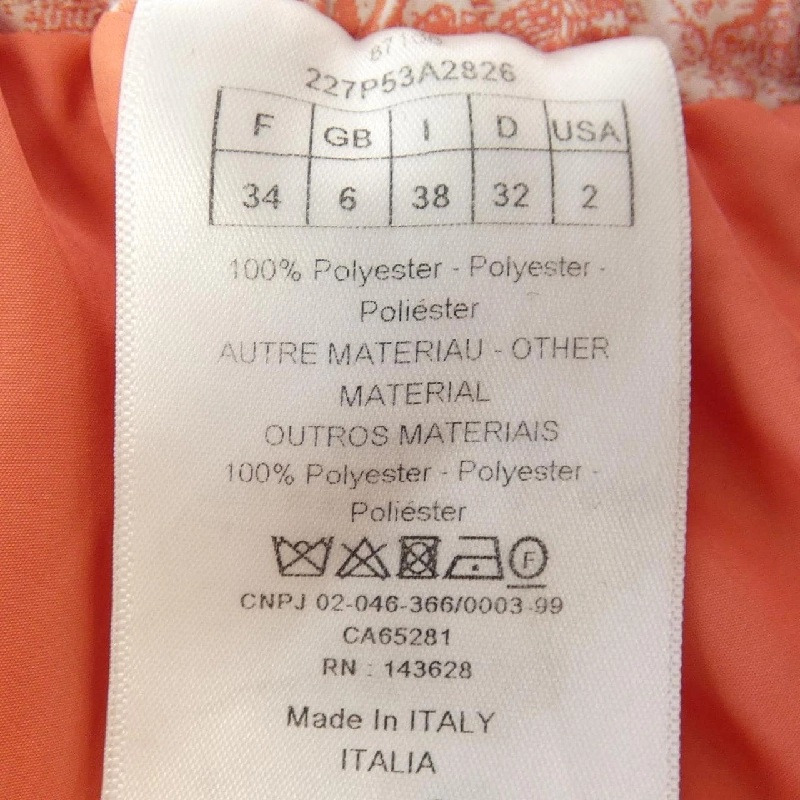 227P53A2826
F GB I D USA
34 6 38 32 2
100% Polyester - Polyester -
Poliéster
AUTRE MATERIAU - OTHER
MATERIAL
OUTROS MATERIAIS
100% Polyester - Polyester -
Poliéster
F
CNPJ 02-046-366/0003-99
CA65281
RN : 143628
Made In ITALY
ITALIA